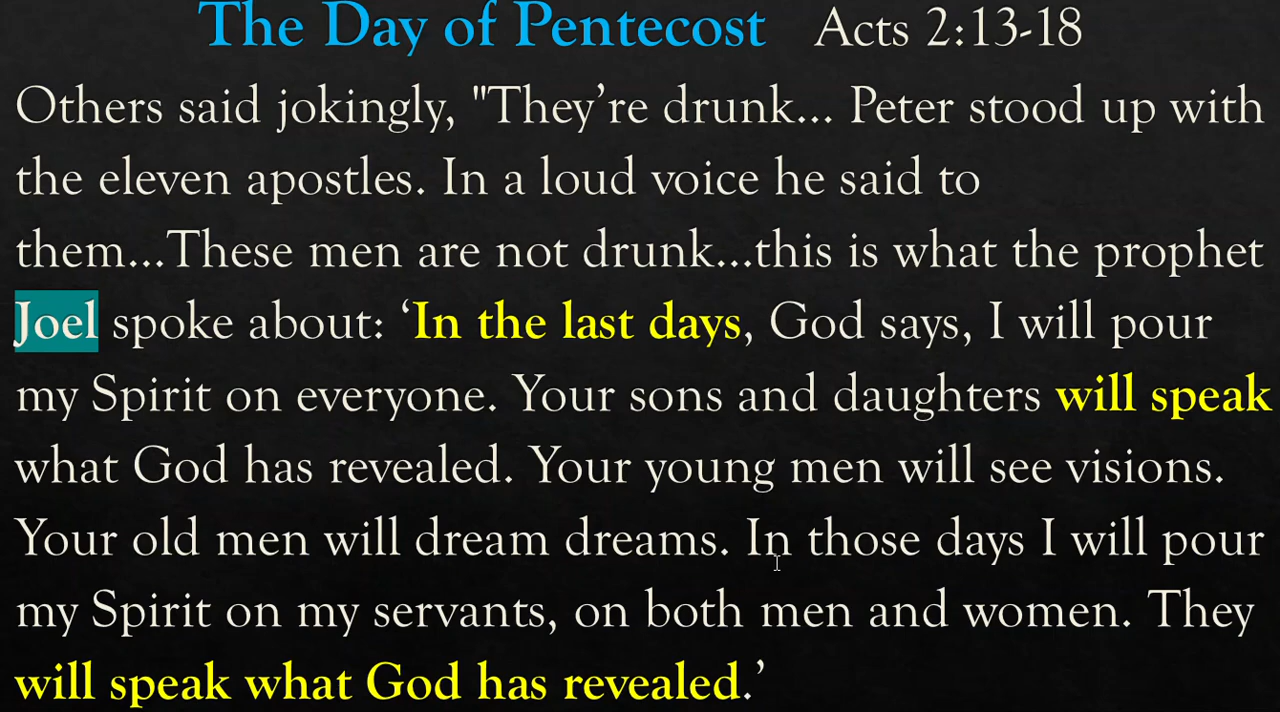 The Day of Pentecost Acts 2:13-18
Others said jokingly, "They’re drunk... Peter stood up with
the eleven apostles. In a loud voice he said to
them...These men are not drunk...this is what the prophet
Joel spoke about: ‘In the last days, God says, I will pour
my Spirit on everyone. Your sons and daughters will speak
what God has revealed. Your young men will see visions.
Your old men will dream dreams. In those days I will pour
my Spirit on my servants, on both men and women. They
will speak what God has revealed.’